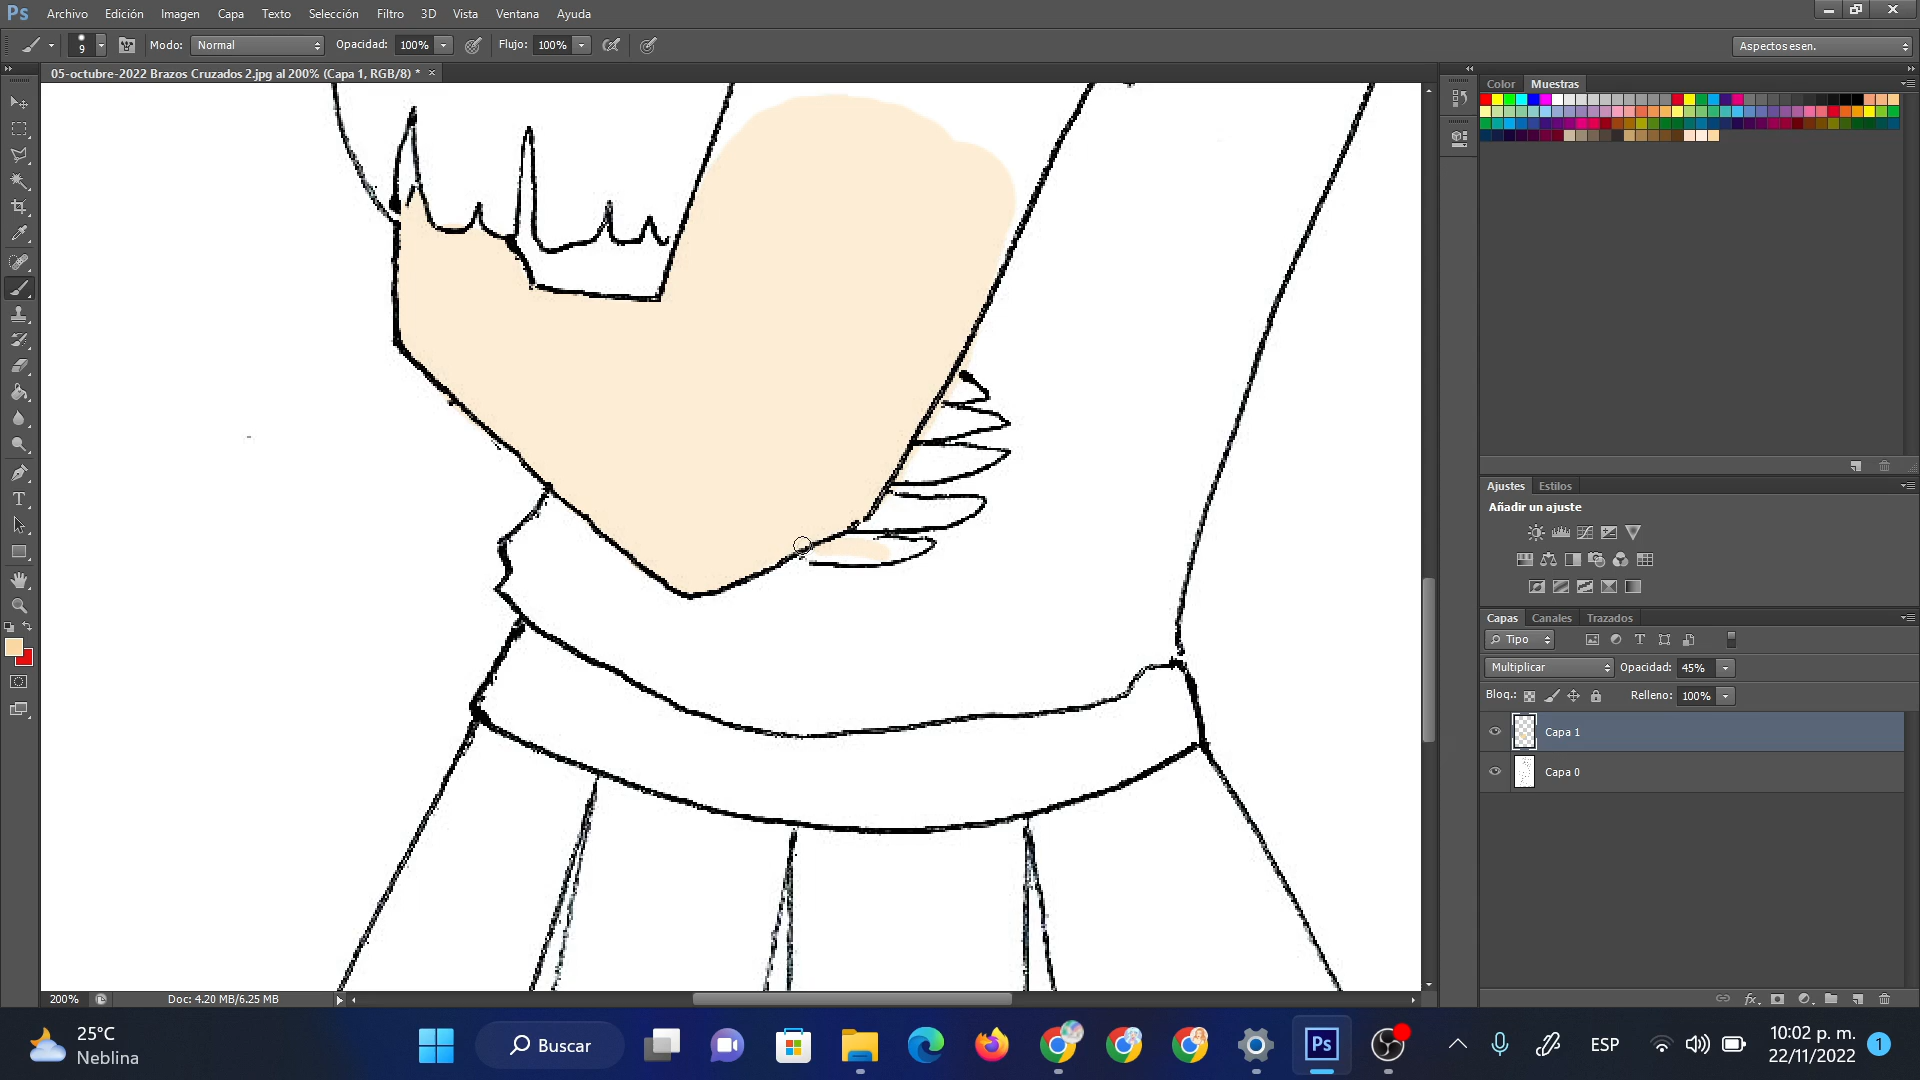 Ps Archivo Edición Imagen Capa Texto Selección Filtro 3D Vista Ventana Ayuda
9 Modo: Normal Opacidad: 100% Flujo: 100% Aspectos esen.
05-octubre-2022 Brazos Cruzados 2.jpg al 200% (Capa 1, RGB/8) * ×
Color Muestras
Ajustes Estilos
Añadir un ajuste
Capas Canales Trazados
Tipo
Multiplicar Opacidad: 45%
Bloq.: Relleno: 100%
Capa 1
Capa 0
200% Doc: 4.20 MB/6.25 MB
25°C
Neblina
Buscar
Ps
ESP
10:02 p. m.
22/11/2022
1